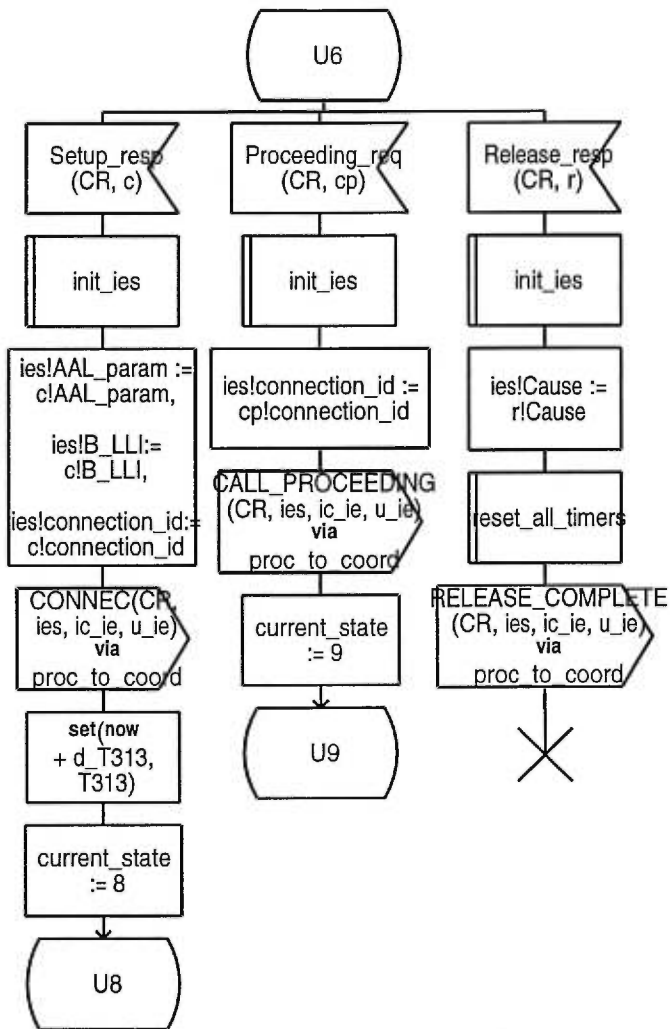 U6
Setup_resp
(CR, c)
init_ies
ies!AAL_param :=
c!AAL_param,
ies!B_LLI:=
c!B_LLI,
ies!connection_id:=
c!connection_id
CONNEC(CR,
ies, ic_ie, u_ie)
via
proc_to_coord
set(now
+ d_T313,
T313)
current_state
:= 8
U8
Proceeding_req
(CR, cp)
init_ies
ies!connection_id :=
cp!connection_id
CALL_PROCEEDING
(CR, ies, ic_ie, u_ie)
via
proc_to_coord
current_state
:= 9
U9
Release_resp
(CR, r)
init_ies
ies!Cause :=
r!Cause
reset_all_timers
RELEASE_COMPLETE
(CR, ies, ic_ie, u_ie)
via
proc_to_coord